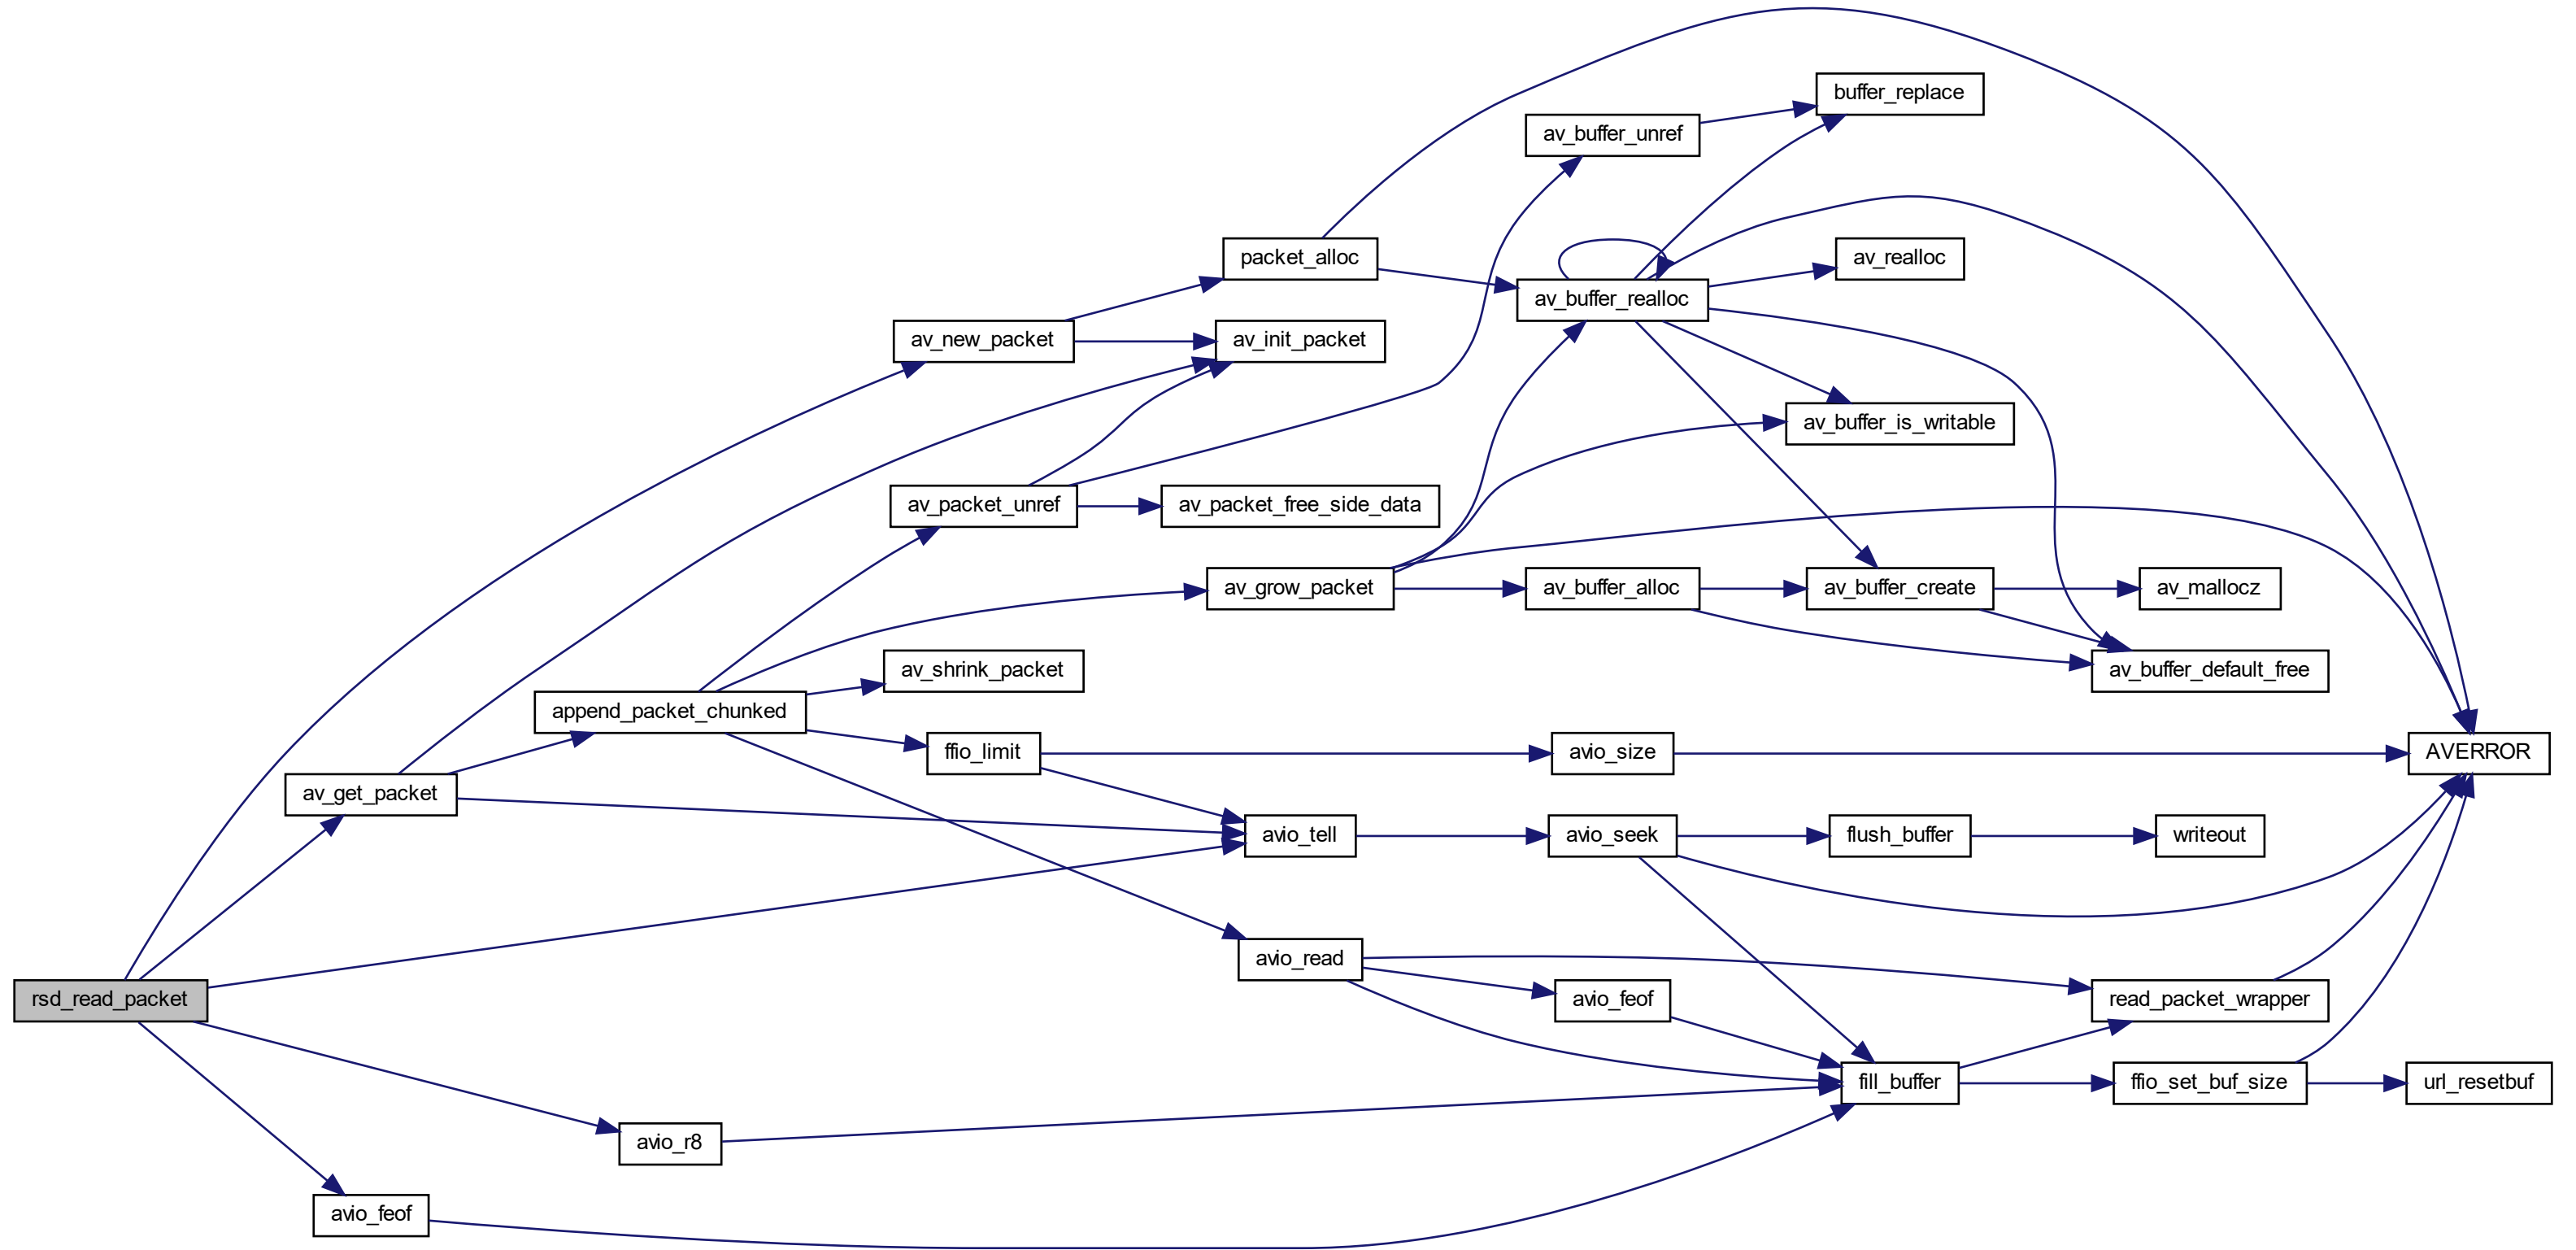 rsd_read_packet
av_new_packet
av_get_packet
avio_tell
avio_r8
avio_feof
packet_alloc
av_init_packet
append_packet_chunked
av_packet_unref
av_grow_packet
av_shrink_packet
ffio_limit
avio_read
av_packet_free_side_data
av_buffer_unref
av_buffer_realloc
av_buffer_alloc
avio_size
avio_seek
avio_feof
buffer_replace
av_realloc
av_buffer_is_writable
av_buffer_create
flush_buffer
fill_buffer
av_mallocz
av_buffer_default_free
writeout
read_packet_wrapper
ffio_set_buf_size
AVERROR
url_resetbuf